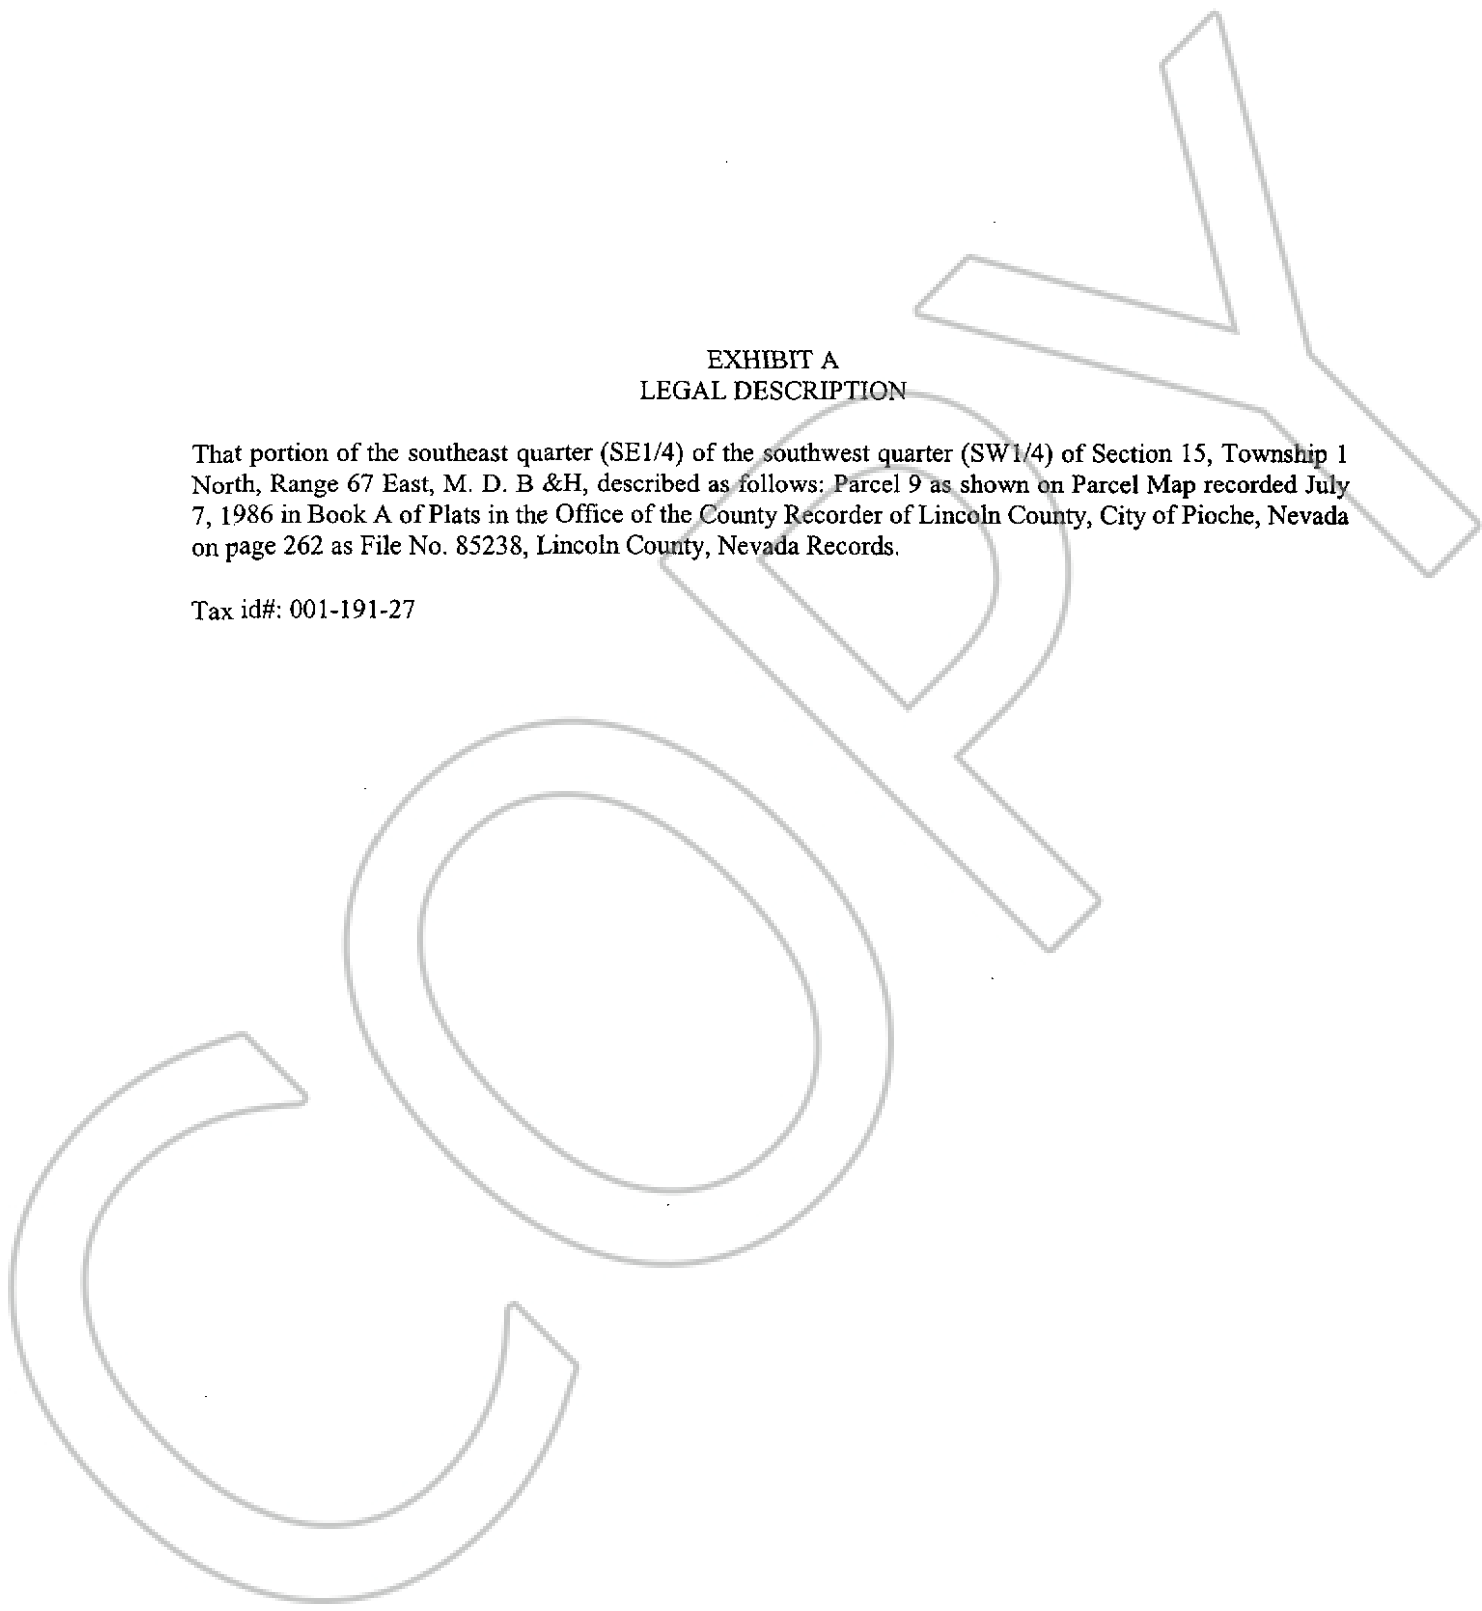 EXHIBIT A
LEGAL DESCRIPTION
That portion of the southeast quarter (SE1/4) of the southwest quarter (SW1/4) of Section 15, Township 1
North, Range 67 East, M. D. B &H, described as follows: Parcel 9 as shown on Parcel Map recorded July
7, 1986 in Book A of Plats in the Office of the County Recorder of Lincoln County, City of Pioche, Nevada
on page 262 as File No. 85238, Lincoln County, Nevada Records.
Tax id#: 001-191-27
COPY